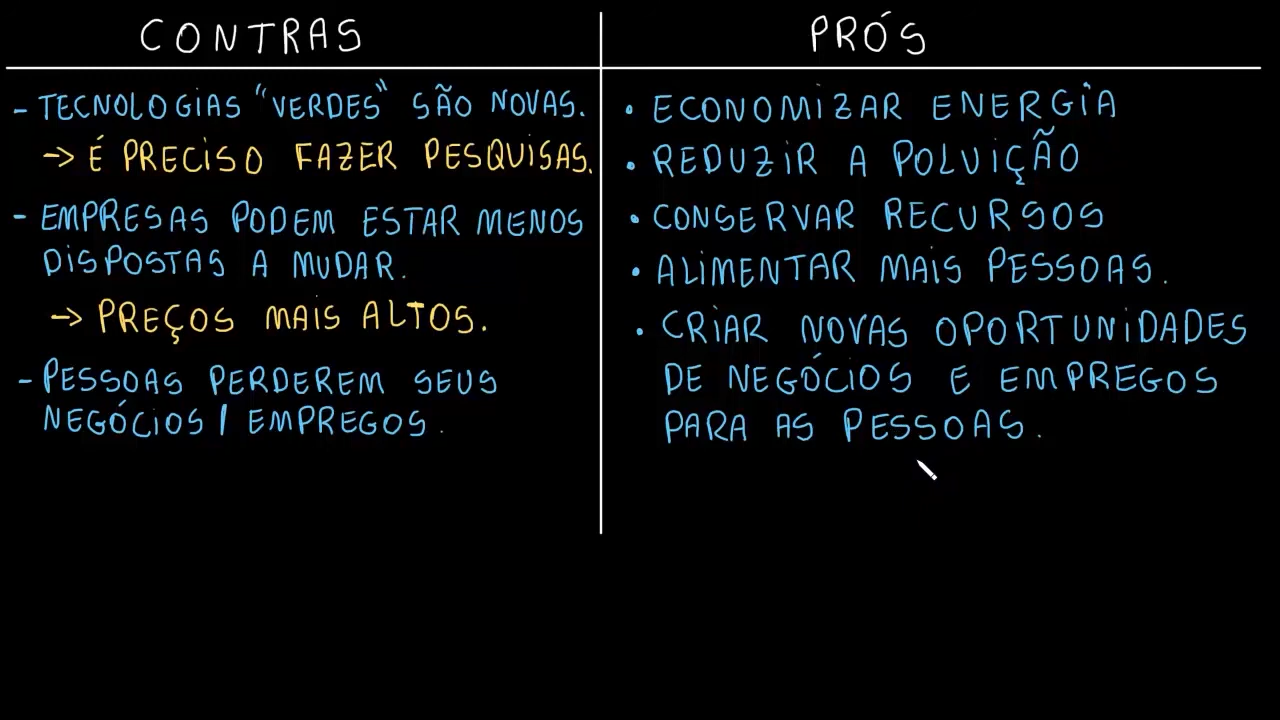 CONTRAS
- TECNOLOGIAS "VERDES" SÃO NOVAS.
-> É PRECISO FAZER PESQUISAS.
- EMPRESAS PODEM ESTAR MENOS
DISPOSTAS A MUDAR.
-> PREÇOS MAIS ALTOS.
- PESSOAS PERDEREM SEUS
NEGÓCIOS / EMPREGOS.
PRÓS
• ECONOMIZAR ENERGIA
• REDUZIR A POLUIÇÃO
• CONSERVAR RECURSOS
• ALIMENTAR MAIS PESSOAS.
• CRIAR NOVAS OPORTUNIDADES
DE NEGÓCIOS E EMPREGOS
PARA AS PESSOAS.